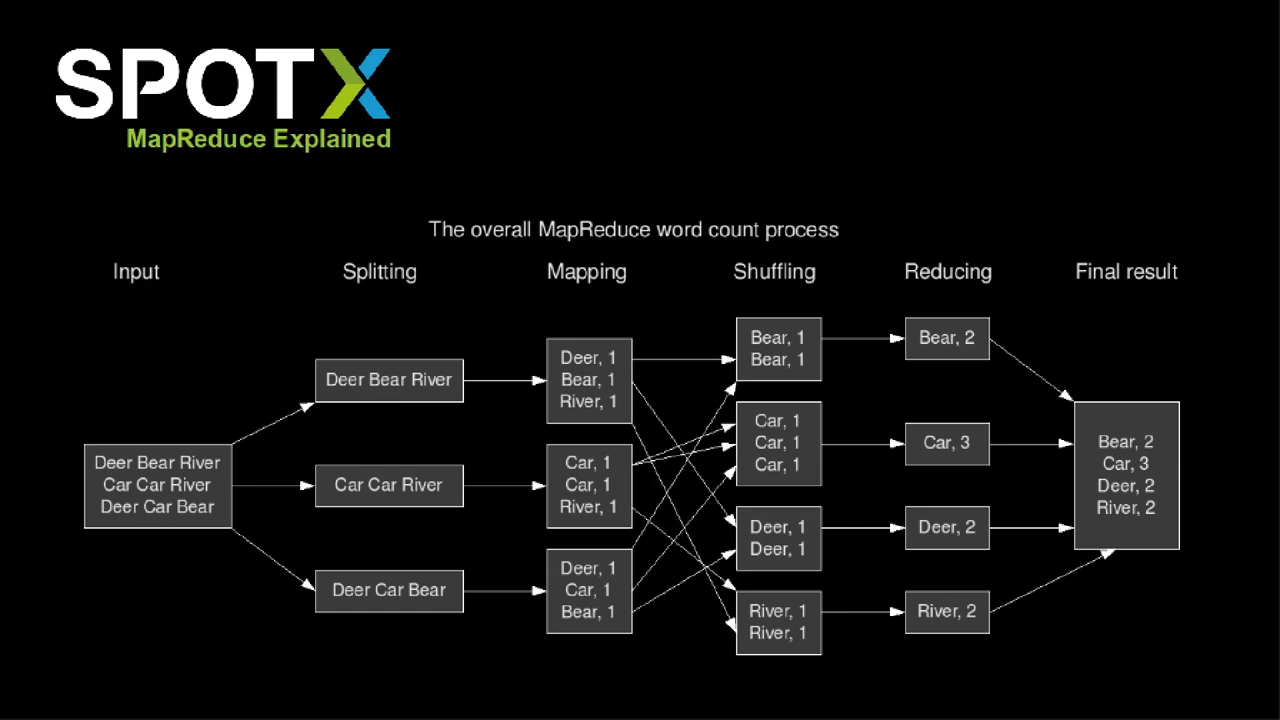 SPOTX
MapReduce Explained
The overall MapReduce word count process
Input
Splitting
Mapping
Shuffling
Reducing
Final result
Deer Bear River
Car Car River
Deer Car Bear
Deer Bear River
Car Car River
Deer Car Bear
Deer, 1
Bear, 1
River, 1
Car, 1
Car, 1
River, 1
Deer, 1
Car, 1
Bear, 1
Bear, 1
Bear, 1
Car, 1
Car, 1
Car, 1
Deer, 1
Deer, 1
River, 1
River, 1
Bear, 2
Car, 3
Deer, 2
River, 2
Bear, 2
Car, 3
Deer, 2
River, 2